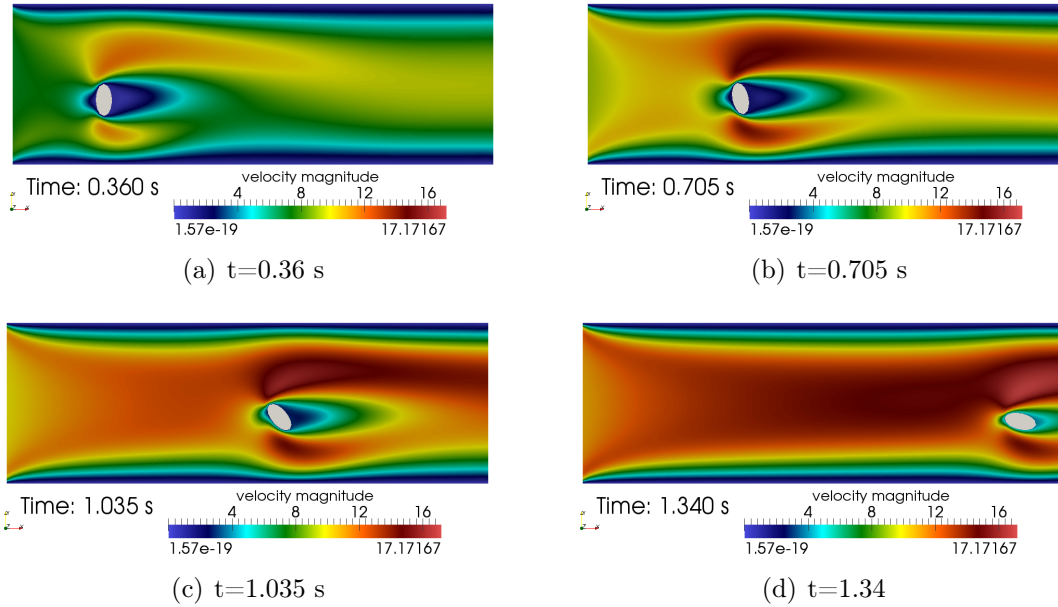 Time: 0.360 s
velocity magnitude
4 8 12 16
1.57e-19 17.17167
(a) t=0.36 s
Time: 0.705 s
velocity magnitude
4 8 12 16
1.57e-19 17.17167
(b) t=0.705 s
Time: 1.035 s
velocity magnitude
4 8 12 16
1.57e-19 17.17167
(c) t=1.035 s
Time: 1.340 s
velocity magnitude
4 8 12 16
1.57e-19 17.17167
(d) t=1.34